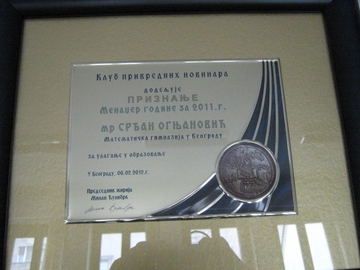 Клуб привредних новинара
додељује
ПРИЗНАЊЕ
Менаџер године за 2011. г.
мр СРЂАН ОГЊАНОВИЋ
Математичка гимназија у Београду
за улагање у образовање
У Београду, 06.02.2012.г.
Председник жирија
Милан